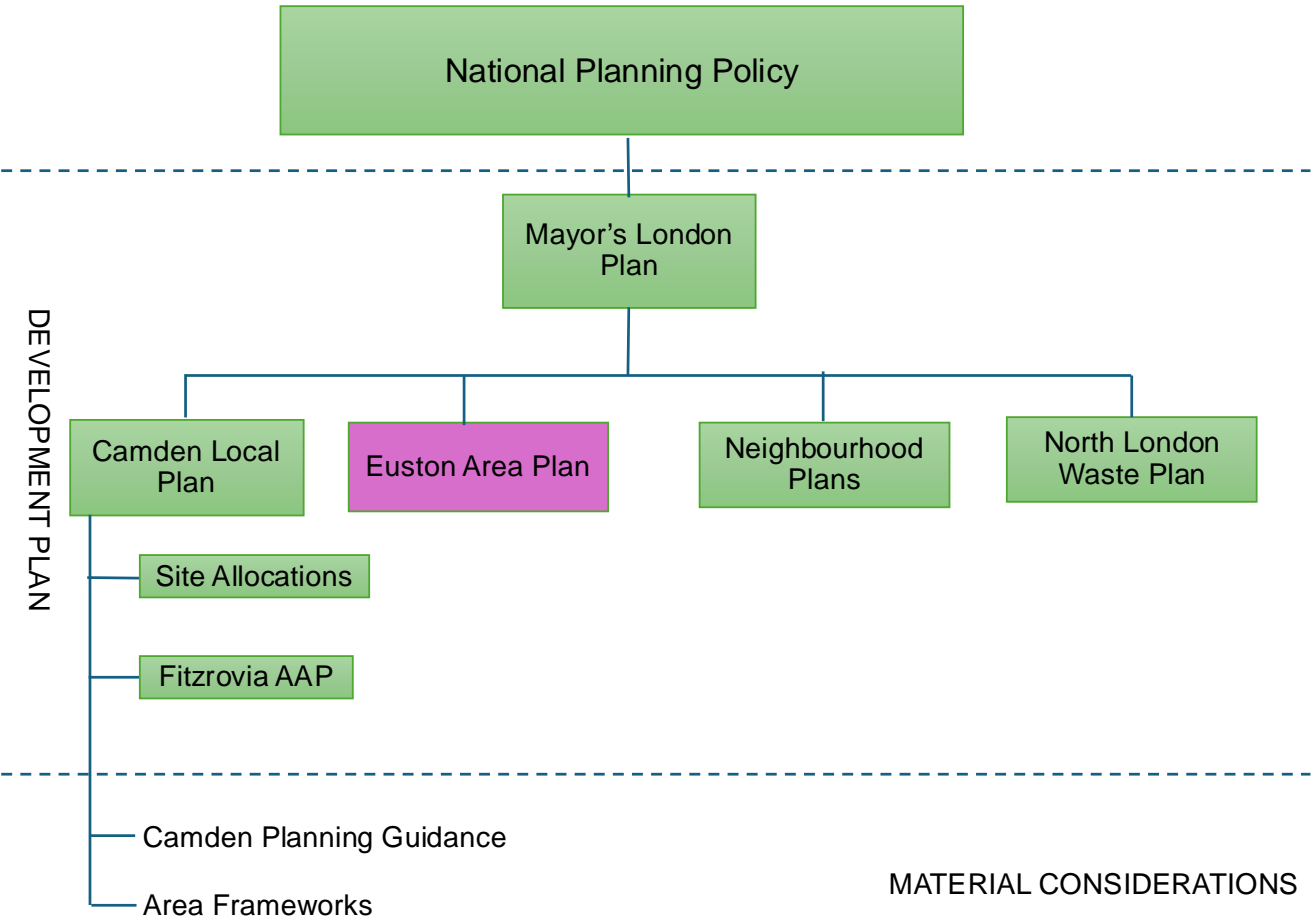 National Planning Policy
Mayor’s London
Plan
DEVELOPMENT PLAN
Camden Local
Plan
Euston Area Plan
Neighbourhood
Plans
North London
Waste Plan
Site Allocations
Fitzrovia AAP
Camden Planning Guidance
Area Frameworks
MATERIAL CONSIDERATIONS